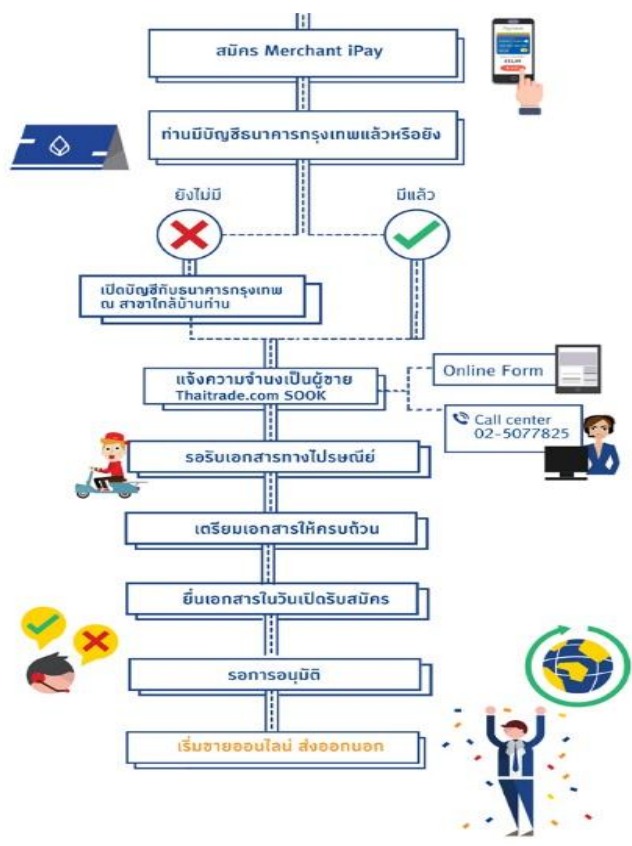 Payment
สมัคร Merchant iPay
ท่านมีบัญชีธนาคารกรุงเทพแล้วหรือยัง
ยังไม่มี
มีแล้ว
เปิดบัญชีกับธนาคารกรุงเทพ
ณ สาขาใกล้บ้านท่าน
แจ้งความจำนงเป็นผู้ขาย
Thaitrade.com SOOK
Online Form
Call center
02-5077825
รอรับเอกสารทางไปรษณีย์
เตรียมเอกสารให้ครบถ้วน
ยื่นเอกสารในวันเปิดรับสมัคร
รอการอนุมัติ
เริ่มขายออนไลน์ ส่งออกนอก